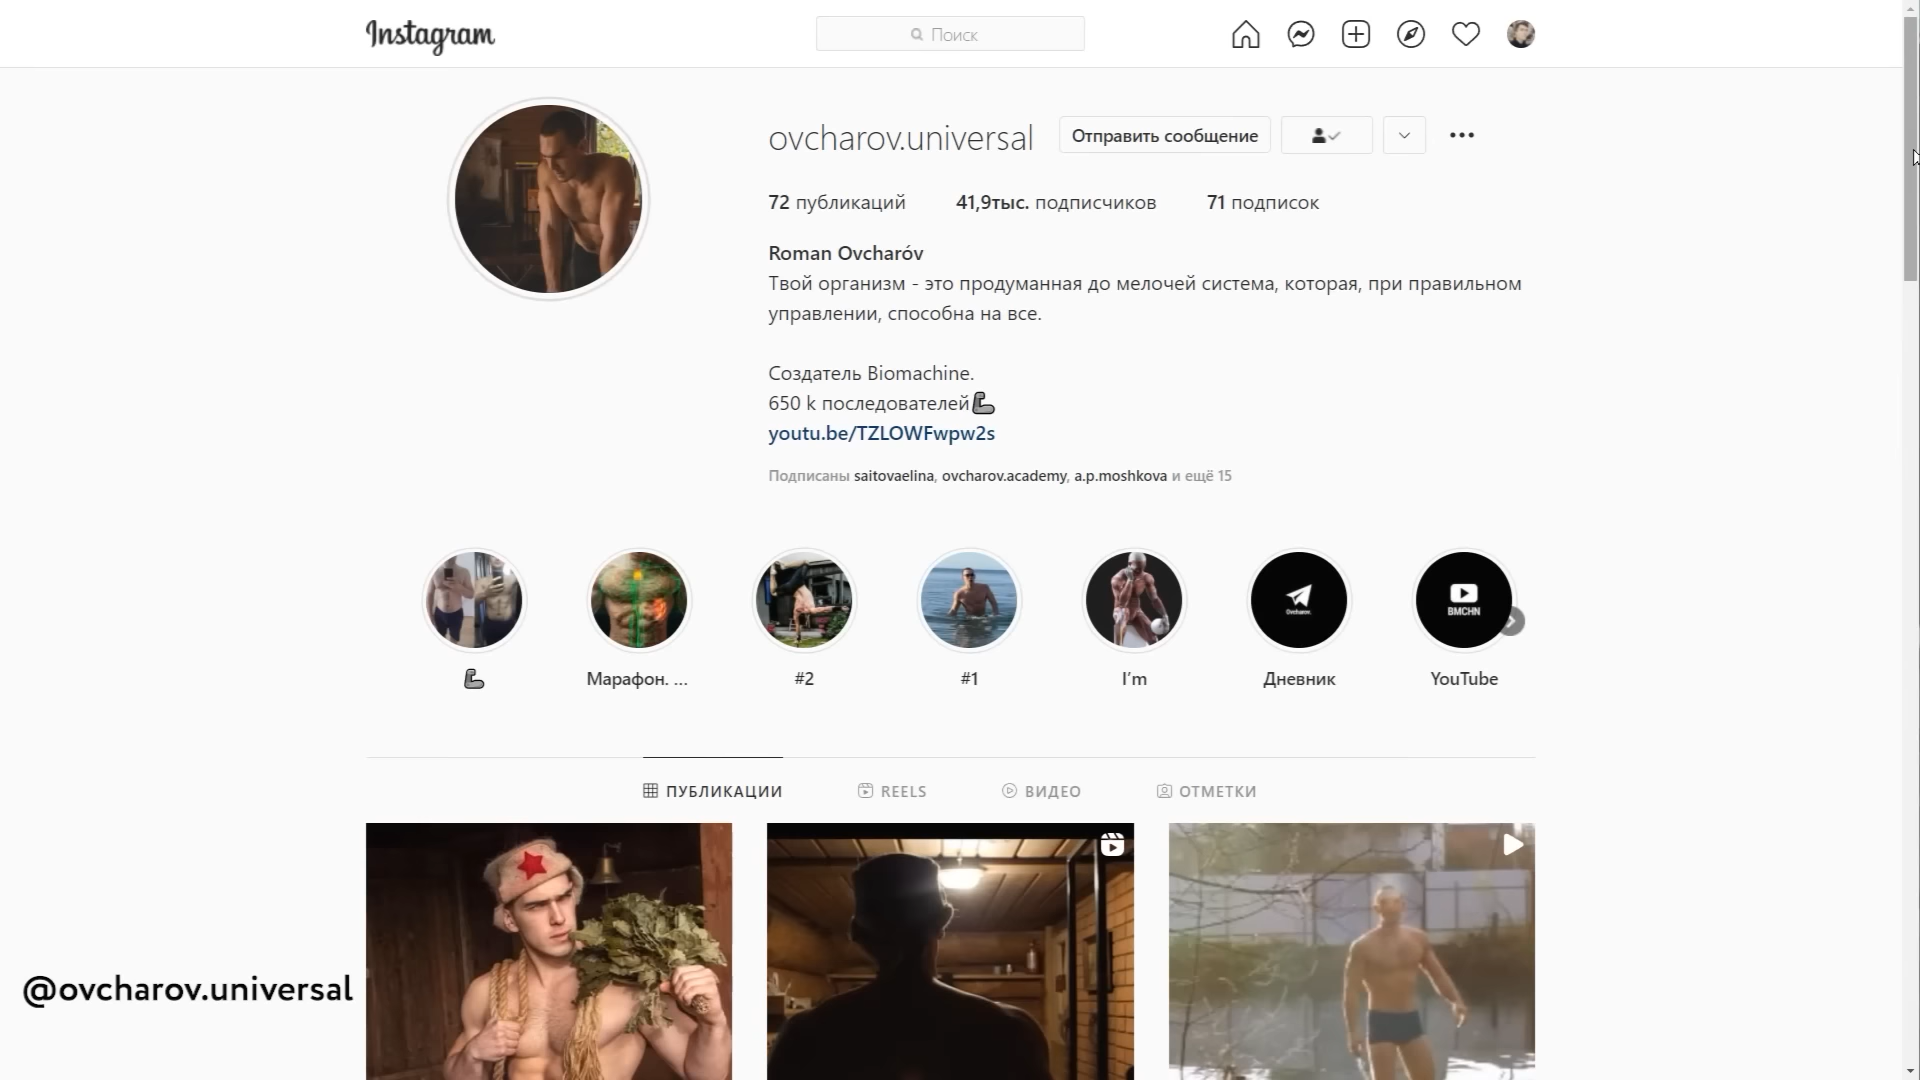 Instagram
Поиск
ovcharov.universal
Отправить сообщение
72 публикаций
41,9тыс. подписчиков
71 подписок
Roman Ovcharóv
Твой организм - это продуманная до мелочей система, которая, при правильном
управлении, способна на все.
Создатель Biomachine.
650 k последователей
youtu.be/TZLOWFwpw2s
Подписаны saitovaelina, ovcharov.academy, a.p.moshkova и ещё 15
Ovcharov.
BMCHN
Марафон. ...
#2
#1
I’m
Дневник
YouTube
ПУБЛИКАЦИИ
REELS
ВИДЕО
ОТМЕТКИ
@ovcharov.universal